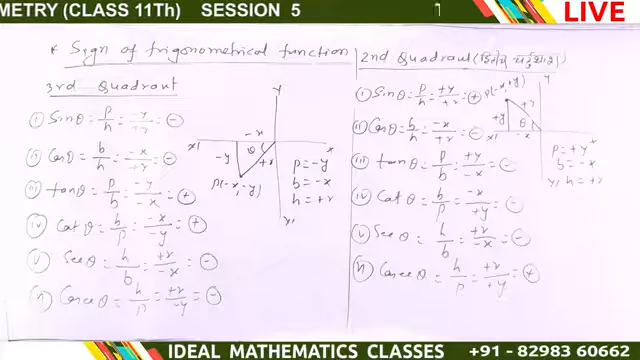 METRY (CLASS 11Th) SESSION 5
LIVE
* Sign of trigonometrical function
3rd Quadrant
i) Sinθ = p/h = -y/+r = (-)
ii) Cosθ = b/h = -x/+r = (-)
iii) tanθ = p/b = -y/-x = (+)
iv) Cotθ = b/p = -x/-y = (+)
v) Secθ = h/b = +r/-x = (-)
vi) Cosecθ = h/p = +r/-y = (-)
Y
-x
X'
X
-y
θ
+r
P(-x, -y)
p = -y
b = -x
h = +r
Y'
2nd Quadrant
i) Sinθ = p/h = +y/+r = (+)
ii) Cosθ = b/h = -x/+r = (-)
iii) tanθ = p/b = +y/-x = (-)
iv) Cotθ = b/p = -x/+y = (-)
v) Secθ = h/b = +r/-x = (-)
vi) Cosecθ = h/p = +r/+y = (+)
P(-x, +y)
Y
+r
+y
θ
X'
-x
X
p = +y
b = -x
Y' h = +r
IDEAL MATHEMATICS CLASSES +91 - 82983 60662